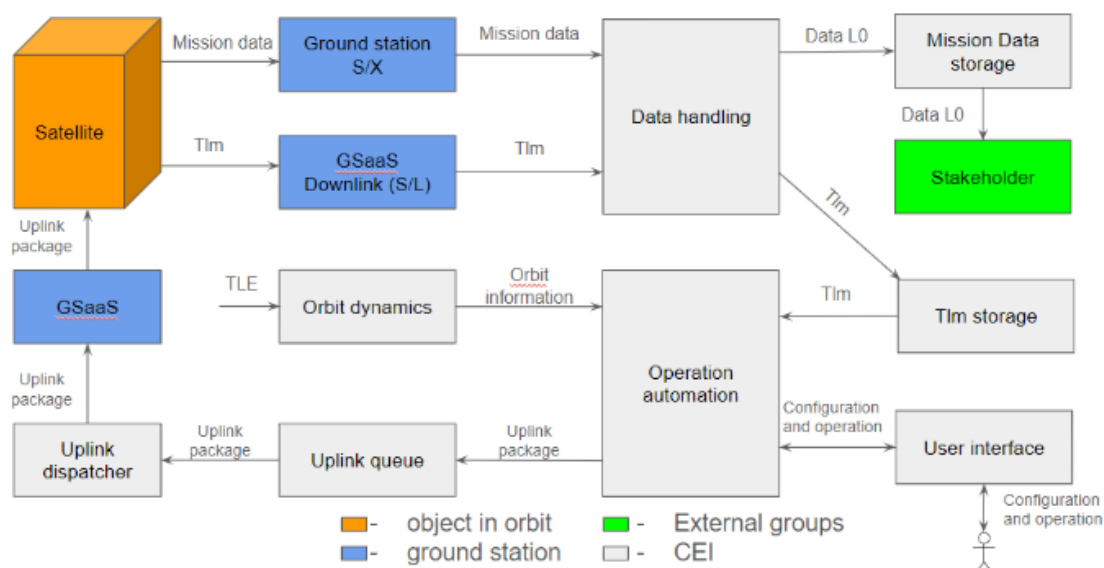 Mission data
Ground station
S/X
Mission data
Data L0
Mission Data
storage
Satellite
Data handling
Data L0
Tlm
GSaaS
Downlink (S/L)
Tlm
Stakeholder
Uplink
package
Tlm
GSaaS
TLE
Orbit dynamics
Orbit
information
Tlm
Tlm storage
Operation
automation
Uplink
package
Configuration
and operation
Uplink
dispatcher
Uplink
package
Uplink queue
Uplink
package
User interface
Configuration
and operation
- object in orbit
- External groups
- ground station
- CEI